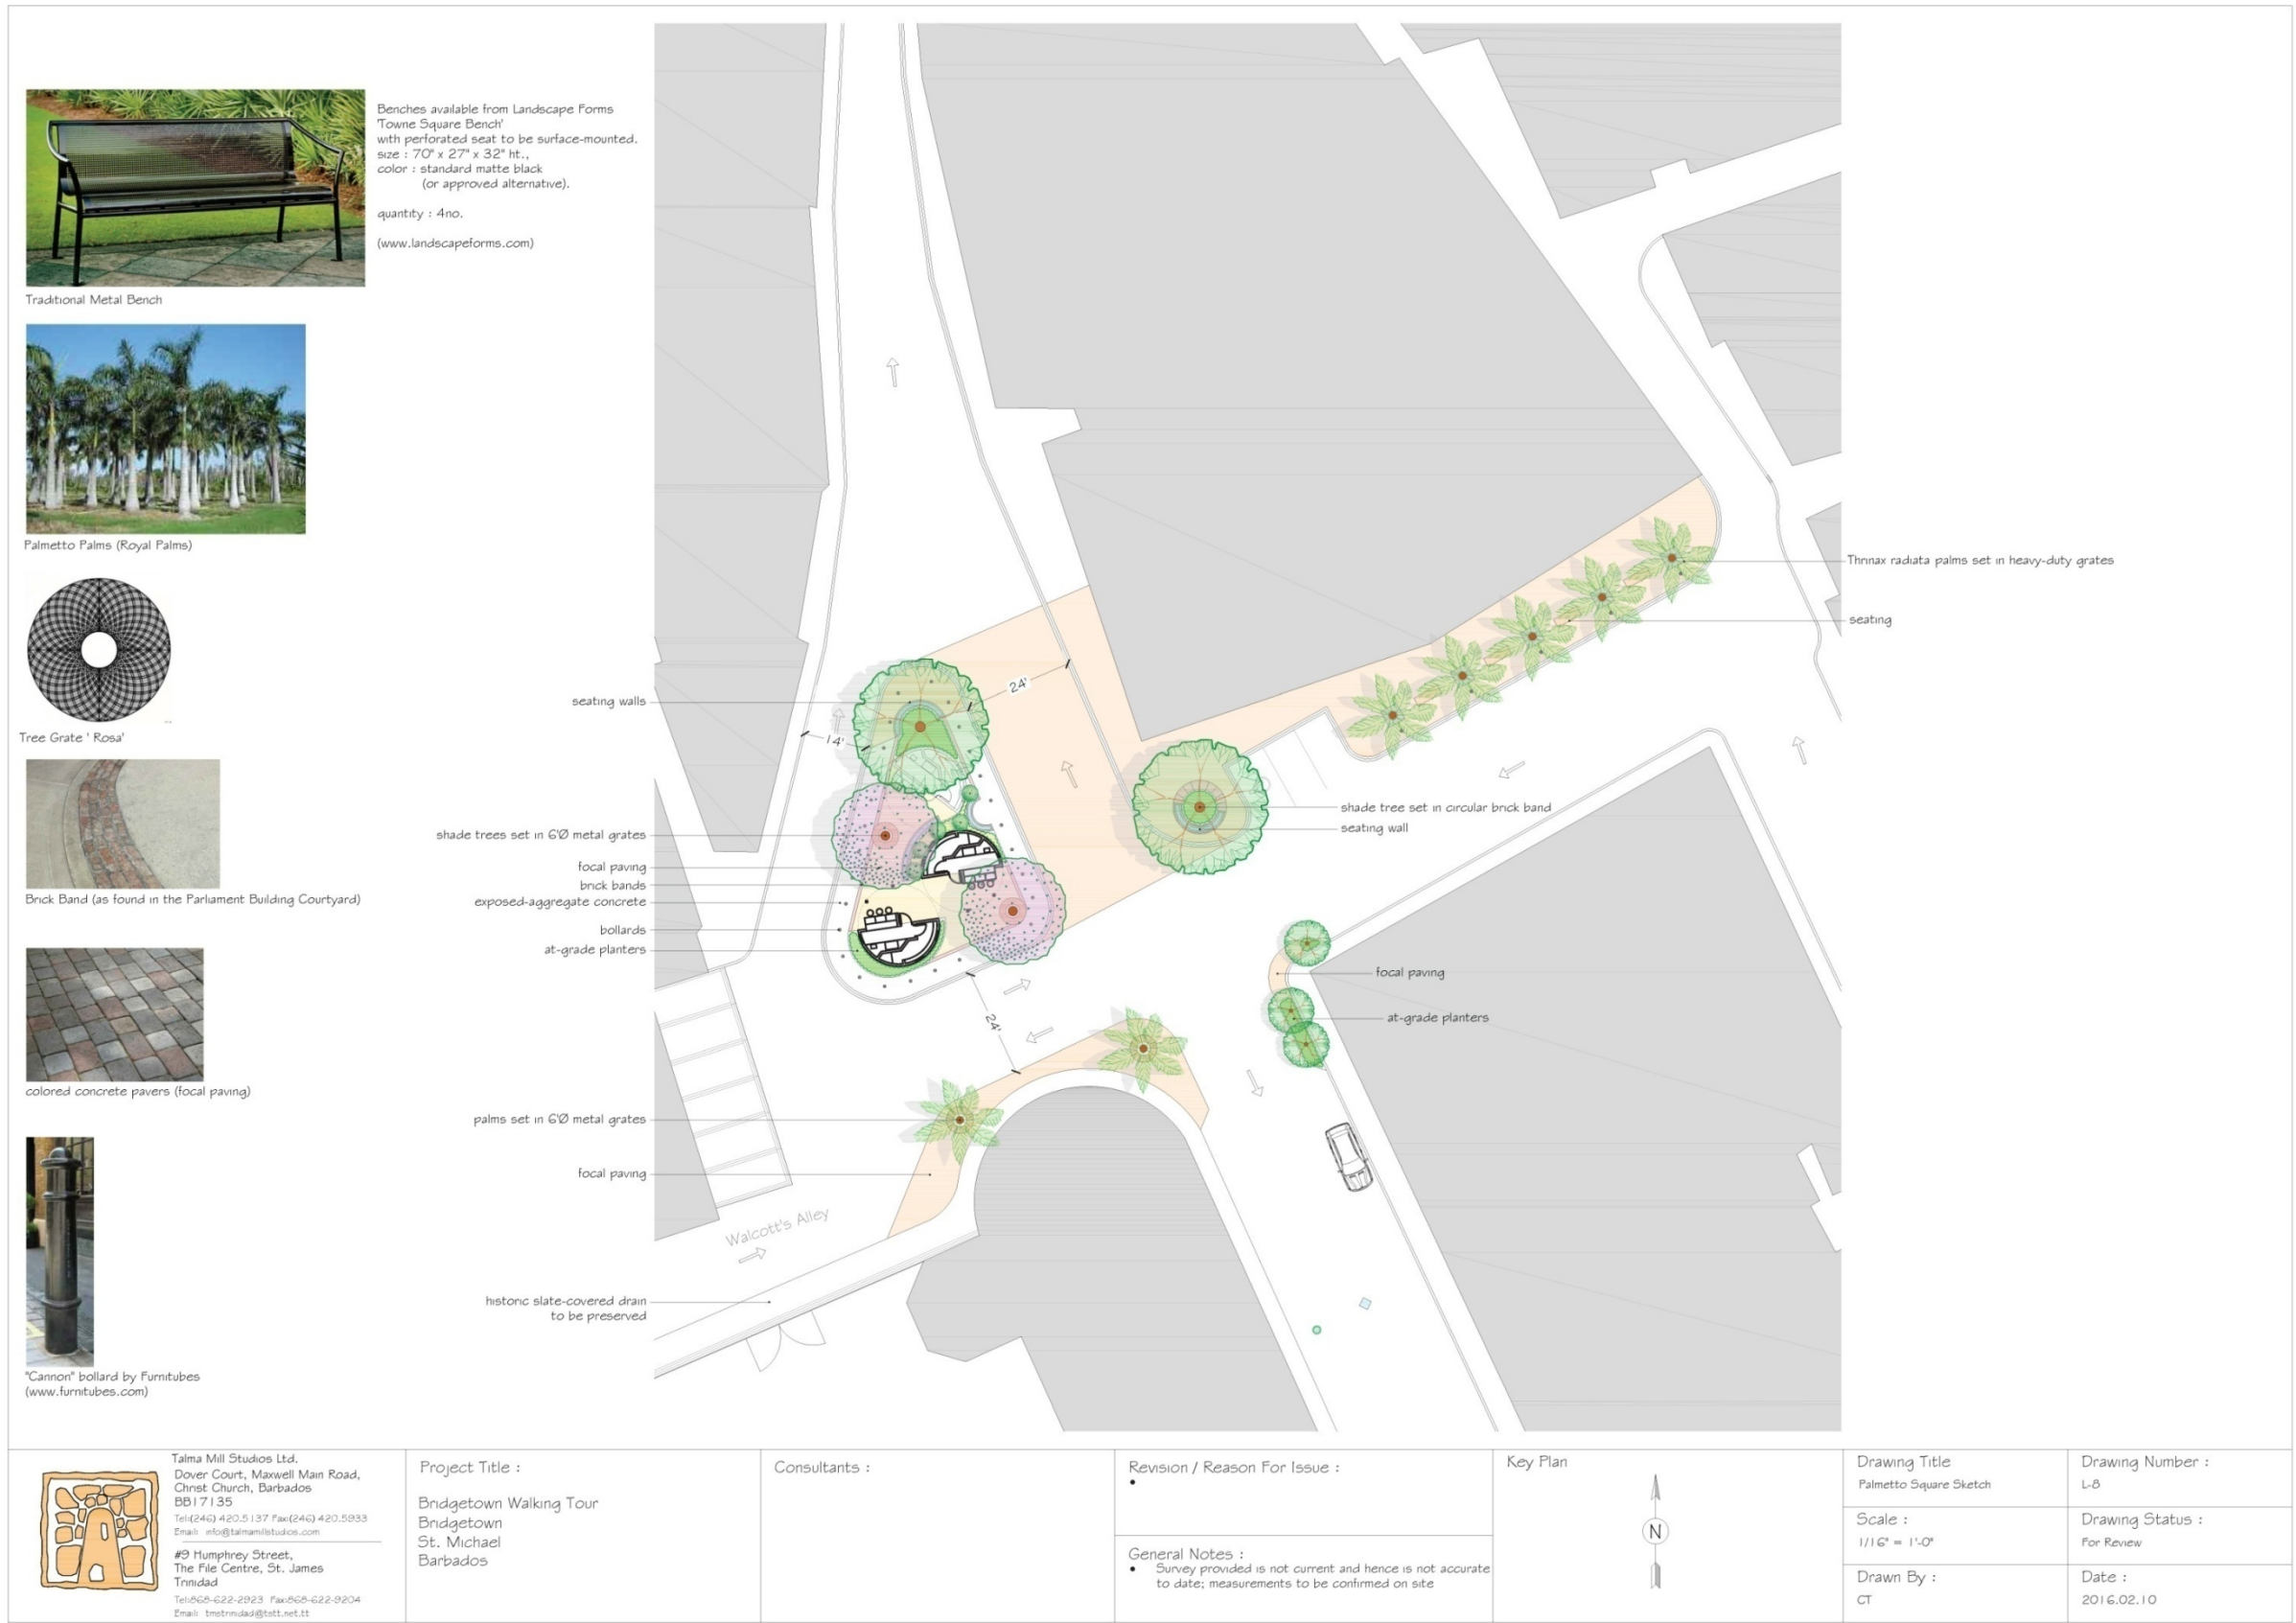 Benches available from Landscape Forms
'Towne Square Bench'
with perforated seat to be surface-mounted.
size : 70" x 27" x 32" ht.,
color : standard matte black
(or approved alternative).
quantity : 4no.
(www.landscapeforms.com)
Traditional Metal Bench
Palmetto Palms (Royal Palms)
Tree Grate ' Rosa'
Brick Band (as found in the Parliament Building Courtyard)
colored concrete pavers (focal paving)
"Cannon" bollard by Furnitubes
(www.furnitubes.com)
seating walls
shade trees set in 6'Ø metal grates
focal paving
brick bands
exposed-aggregate concrete
bollards
at-grade planters
palms set in 6'Ø metal grates
focal paving
Walcott's Alley
historic slate-covered drain
to be preserved
24'
14'
24'
Thrinax radiata palms set in heavy-duty grates
seating
shade tree set in circular brick band
seating wall
focal paving
at-grade planters
Talma Mill Studios Ltd.
Dover Court, Maxwell Main Road,
Christ Church, Barbados
BB17135
Tel:(246) 420.5137 Fax:(246) 420.5933
Email: info@talmamillstudios.com
#9 Humphrey Street,
The File Centre, St. James
Trinidad
Tel:868-622-2923 Fax:868-622-9204
Email: tmstrinidad@tstt.net.tt
Project Title :
Bridgetown Walking Tour
Bridgetown
St. Michael
Barbados
Consultants :
Revision / Reason For Issue :
•
General Notes :
• Survey provided is not current and hence is not accurate
to date; measurements to be confirmed on site
Key Plan
N
Drawing Title
Palmetto Square Sketch
Scale :
1/16" = 1'-0"
Drawn By :
CT
Drawing Number :
L-8
Drawing Status :
For Review
Date :
2016.02.10